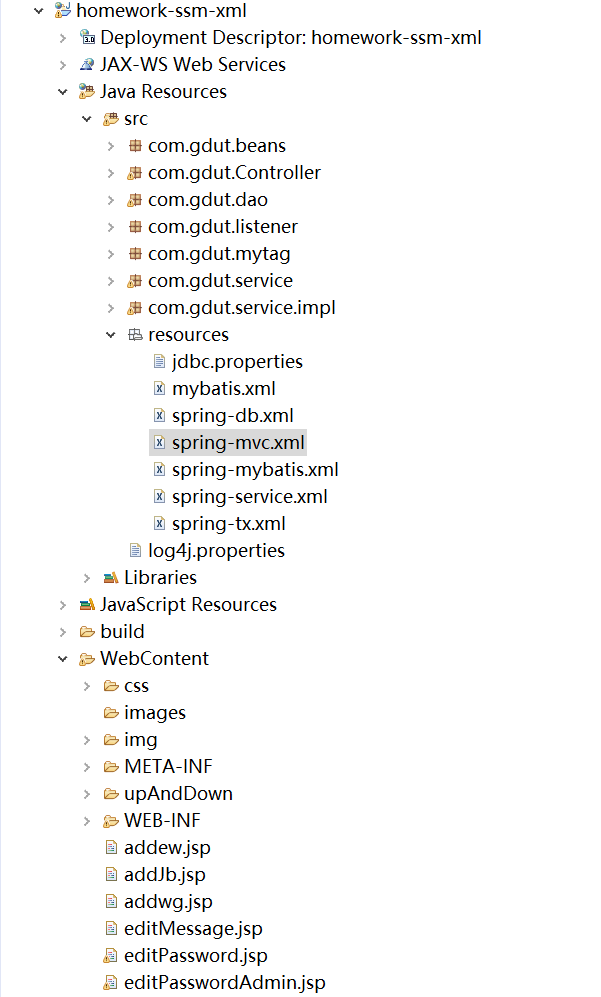 homework-ssm-xml
3.0 Deployment Descriptor: homework-ssm-xml
JAX-WS Web Services
Java Resources
src
com.gdut.beans
com.gdut.Controller
com.gdut.dao
com.gdut.listener
com.gdut.mytag
com.gdut.service
com.gdut.service.impl
resources
jdbc.properties
mybatis.xml
spring-db.xml
spring-mvc.xml
spring-mybatis.xml
spring-service.xml
spring-tx.xml
log4j.properties
Libraries
JavaScript Resources
build
WebContent
css
images
img
META-INF
upAndDown
WEB-INF
addew.jsp
addJb.jsp
addwg.jsp
editMessage.jsp
editPassword.jsp
editPasswordAdmin.jsp